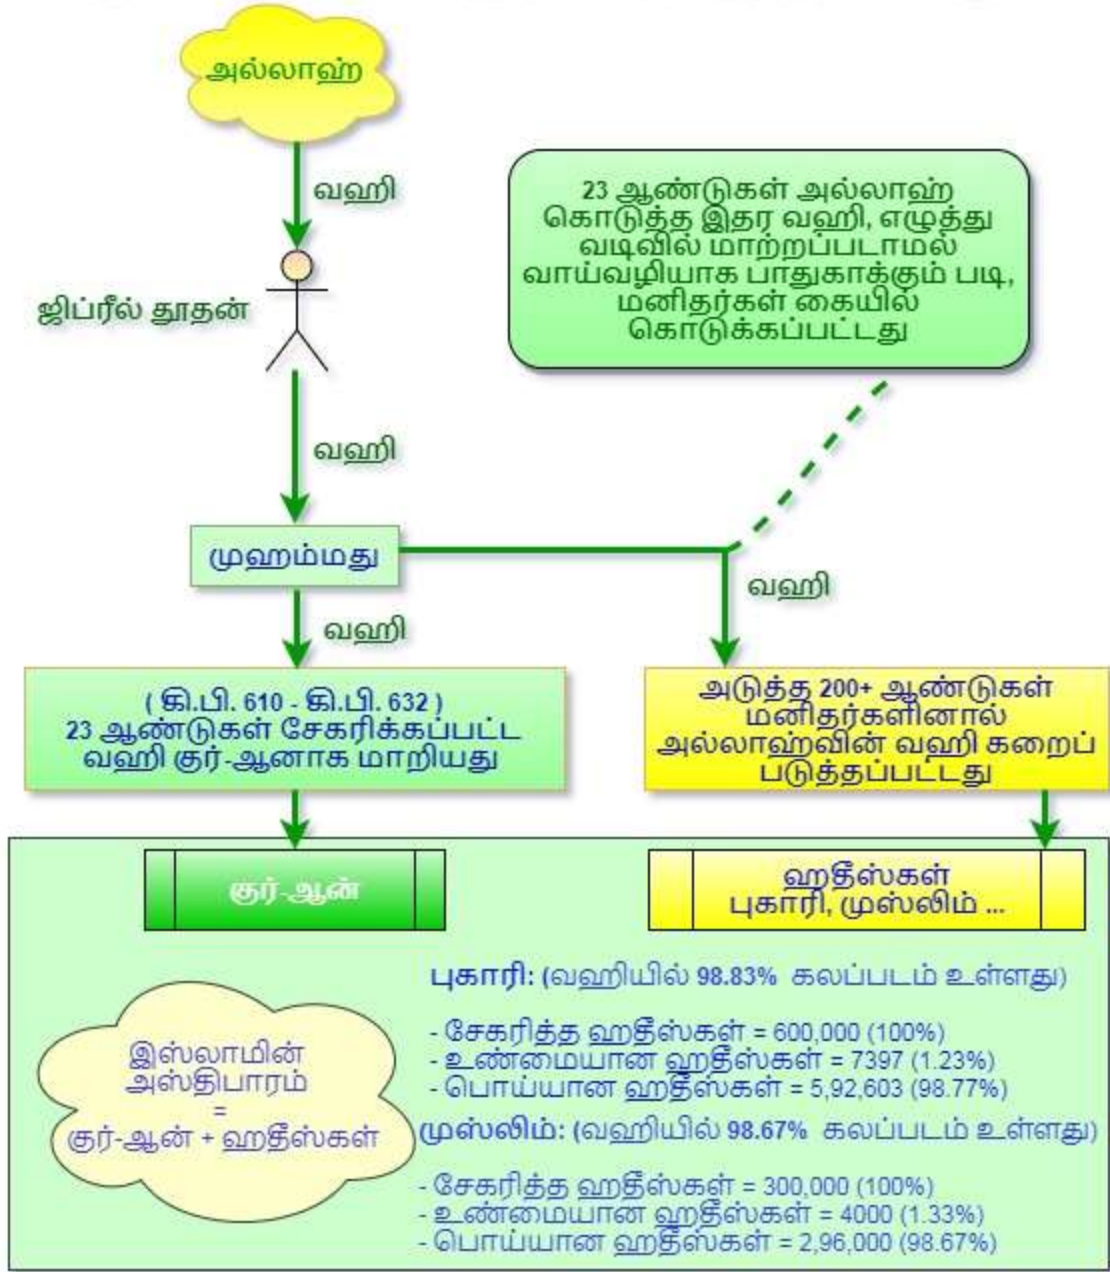 அல்லாஹ்
வஹி
ஜிப்ரீல் தூதன்
23 ஆண்டுகள் அல்லாஹ்
கொடுத்த இதர வஹி, எழுத்து
வடிவில் மாற்றப்படாமல்
வாய்வழியாக பாதுகாக்கும் படி,
மனிதர்கள் கையில்
கொடுக்கப்பட்டது
வஹி
முஹம்மது
வஹி
வஹி
( கி.பி. 610 - கி.பி. 632 )
23 ஆண்டுகள் சேகரிக்கப்பட்ட
வஹி குர்-ஆனாக மாறியது
அடுத்த 200+ ஆண்டுகள்
மனிதர்களினால்
அல்லாஹ்வின் வஹி கறைப்
படுத்தப்பட்டது
குர்-ஆன்
ஹதீஸ்கள்
புகாரி, முஸ்லிம் ...
இஸ்லாமின்
அஸ்திபாரம்
=
குர்-ஆன் + ஹதீஸ்கள்
புகாரி: (வஹியில் 98.83% கலப்படம் உள்ளது)
- சேகரித்த ஹதீஸ்கள் = 600,000 (100%)
- உண்மையான ஹதீஸ்கள் = 7397 (1.23%)
- பொய்யான ஹதீஸ்கள் = 5,92,603 (98.77%)
முஸ்லிம்: (வஹியில் 98.67% கலப்படம் உள்ளது)
- சேகரித்த ஹதீஸ்கள் = 300,000 (100%)
- உண்மையான ஹதீஸ்கள் = 4000 (1.33%)
- பொய்யான ஹதீஸ்கள் = 2,96,000 (98.67%)